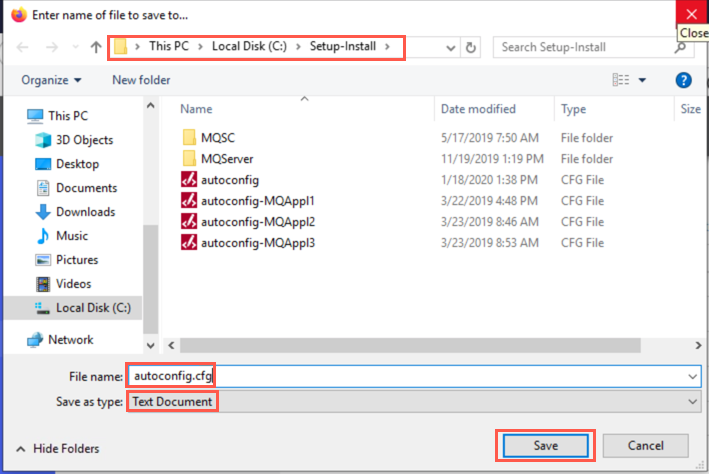 Enter name of file to save to...
Close
This PC > Local Disk (C:) > Setup-Install >
Search Setup-Install
Organize
New folder
?
This PC
3D Objects
Desktop
Documents
Downloads
Music
Pictures
Videos
Local Disk (C:)
Network
Name Date modified Type Size
MQSC 5/17/2019 7:50 AM File folder
MQServer 11/19/2019 1:19 PM File folder
autoconfig 1/18/2020 1:38 PM CFG File
autoconfig-MQAppl1 3/22/2019 4:48 PM CFG File
autoconfig-MQAppl2 3/23/2019 8:46 AM CFG File
autoconfig-MQAppl3 3/23/2019 8:53 AM CFG File
File name: autoconfig.cfg
Save as type: Text Document
Hide Folders
Save
Cancel